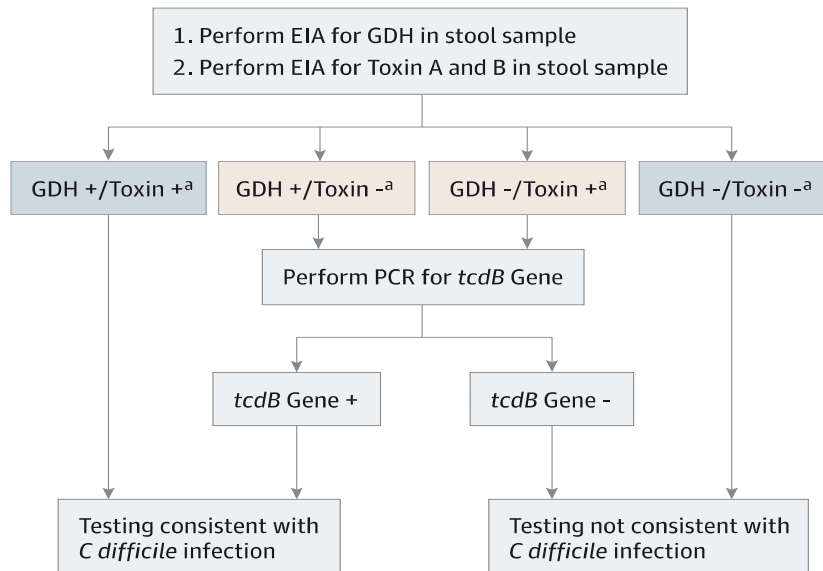 1. Perform EIA for GDH in stool sample
2. Perform EIA for Toxin A and B in stool sample
GDH +/Toxin +ᵃ
GDH +/Toxin -ᵃ
GDH -/Toxin +ᵃ
GDH -/Toxin -ᵃ
Perform PCR for tcdB Gene
tcdB Gene +
tcdB Gene -
Testing consistent with
C difficile infection
Testing not consistent with
C difficile infection